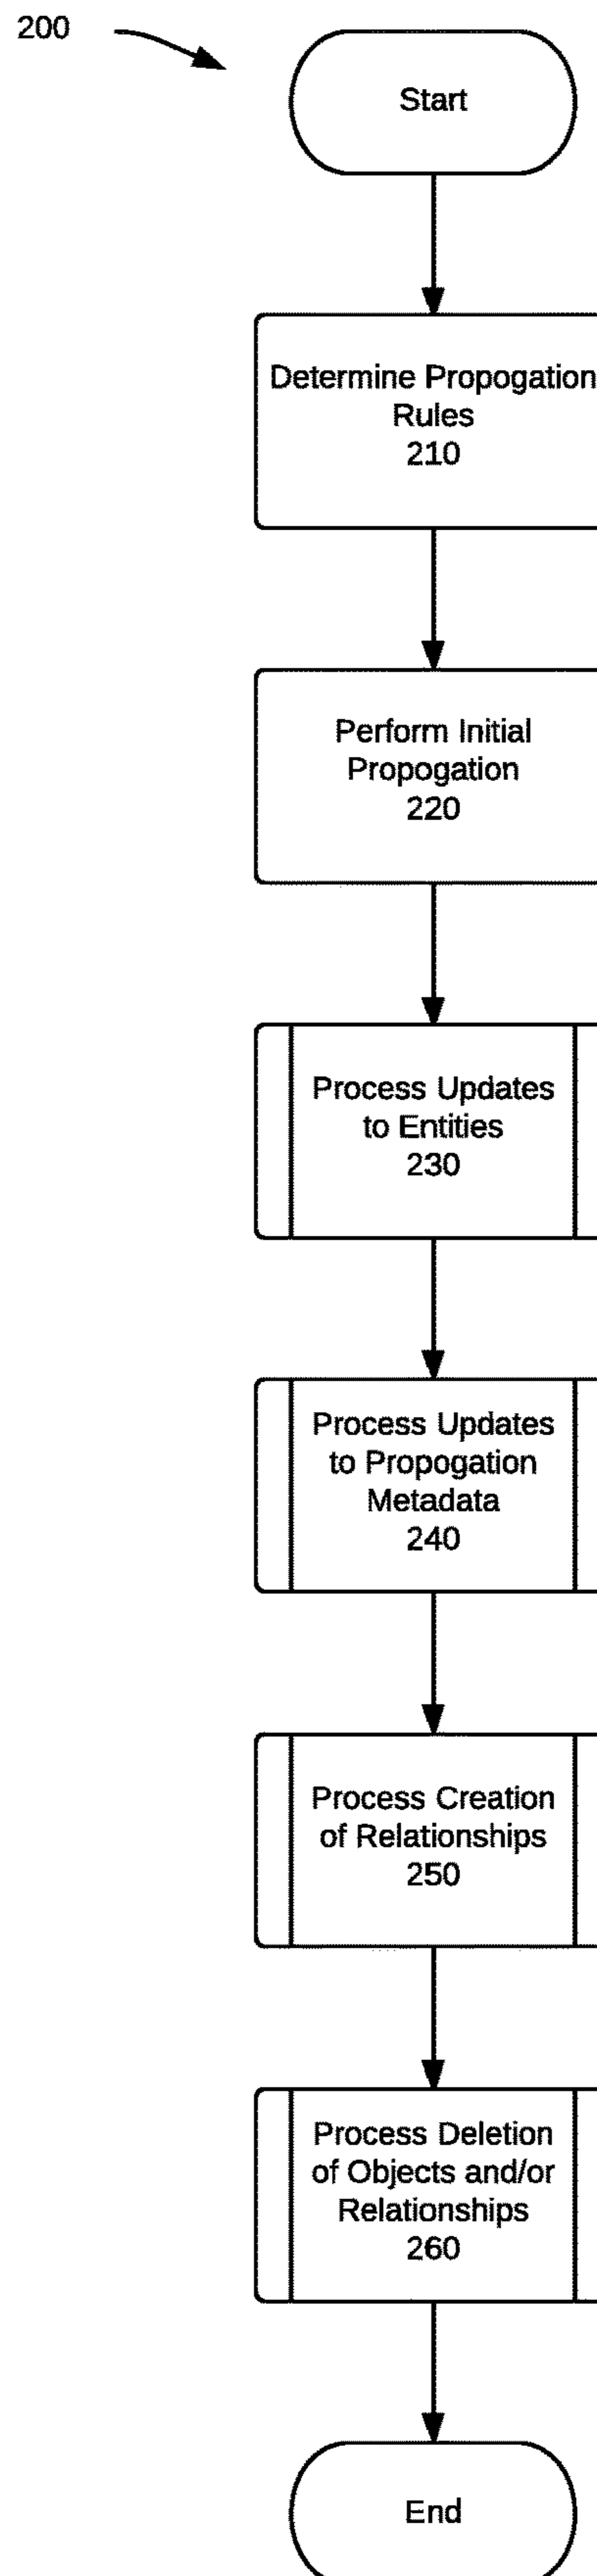 200
Start
Determine Propogation
Rules
210
Perform Initial
Propogation
220
Process Updates
to Entities
230
Process Updates
to Propogation
Metadata
240
Process Creation
of Relationships
250
Process Deletion
of Objects and/or
Relationships
260
End